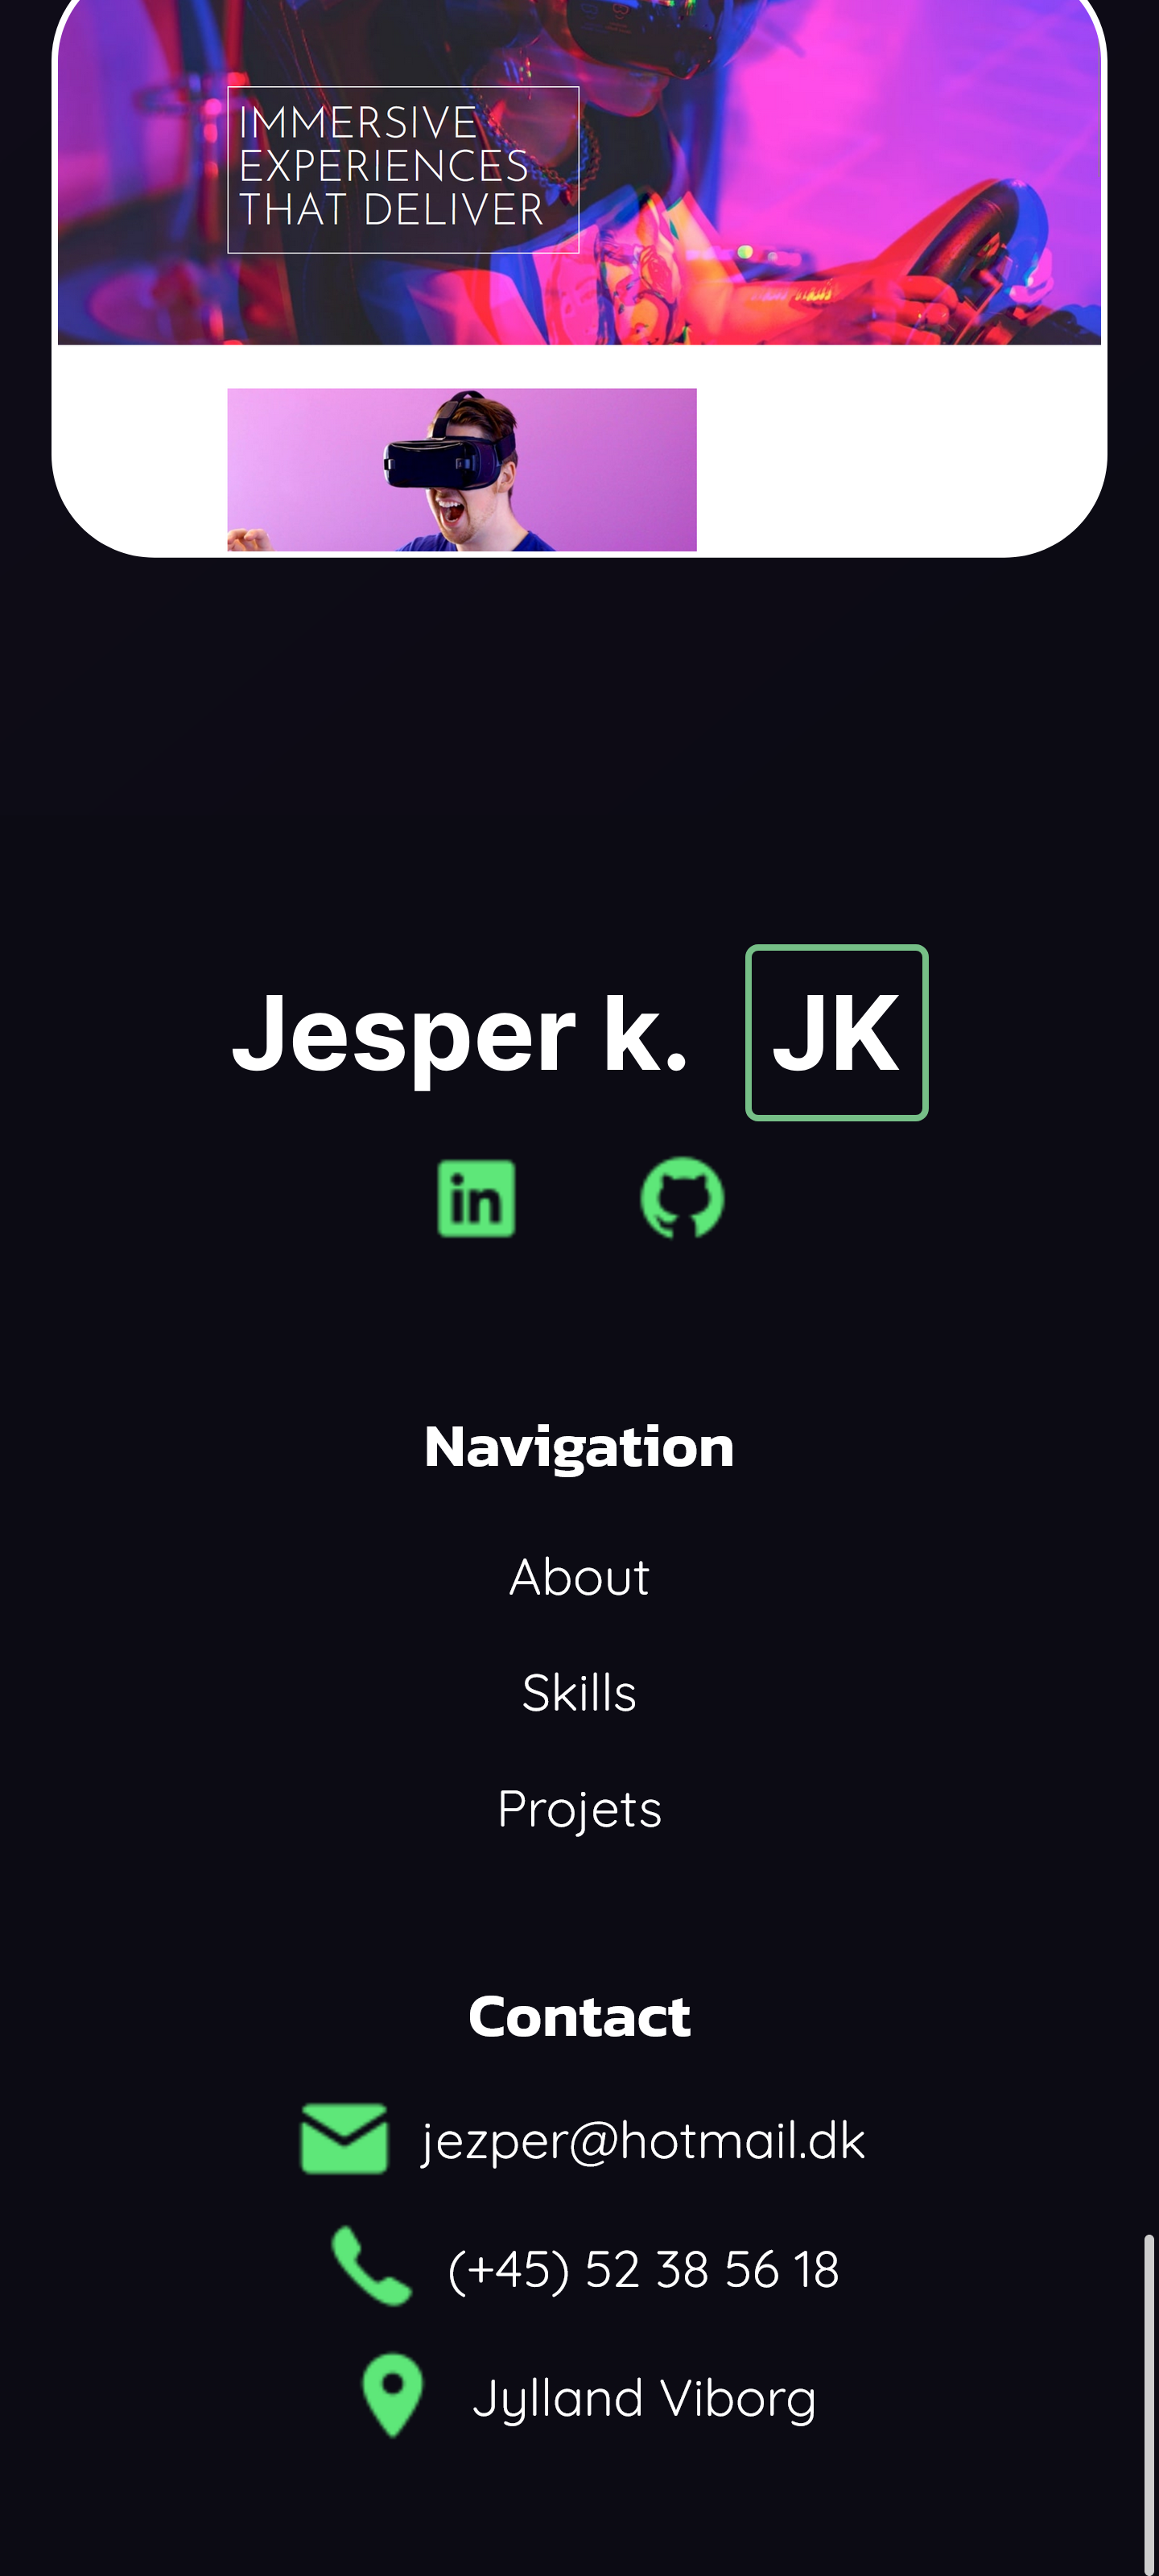 IMMERSIVE
EXPERIENCES
THAT DELIVER
Jesper k. JK
in
Navigation
About
Skills
Projets
Contact
jezper@hotmail.dk
(+45) 52 38 56 18
Jylland Viborg